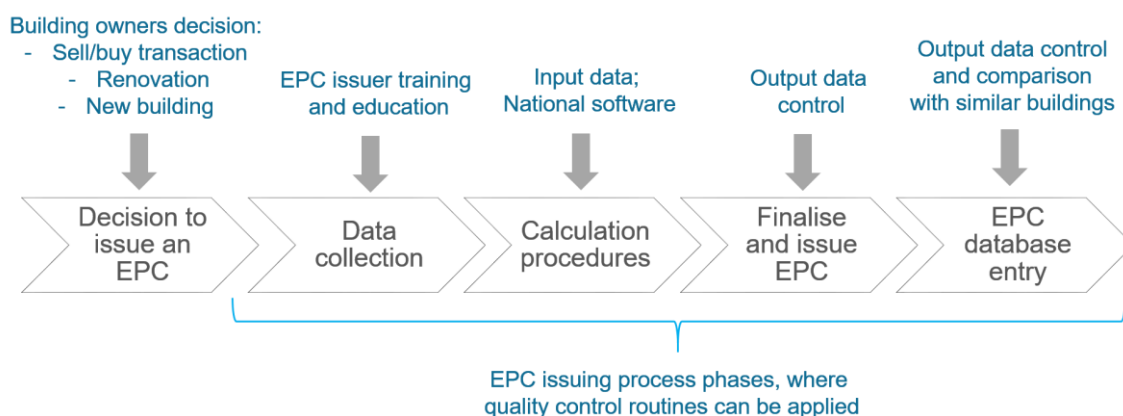 Building owners decision:
- Sell/buy transaction
- Renovation
- New building
EPC issuer training
and education
Input data;
National software
Output data
control
Output data control
and comparison
with similar buildings
Decision to
issue an
EPC
Data
collection
Calculation
procedures
Finalise
and issue
EPC
EPC
database
entry
EPC issuing process phases, where
quality control routines can be applied